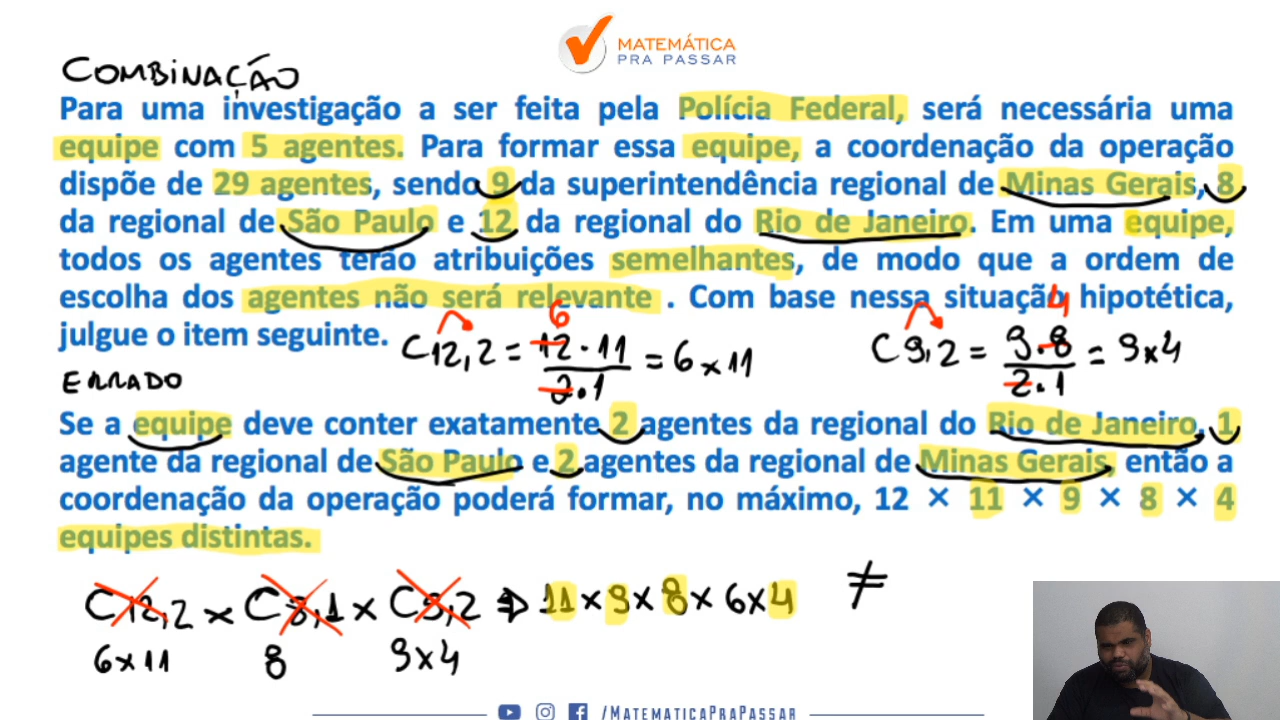 MATEMÁTICA
PRA PASSAR
COMBINAÇÃO
Para uma investigação a ser feita pela Polícia Federal, será necessária uma
equipe com 5 agentes. Para formar essa equipe, a coordenação da operação
dispõe de 29 agentes, sendo 9 da superintendência regional de Minas Gerais, 8
da regional de São Paulo e 12 da regional do Rio de Janeiro. Em uma equipe,
todos os agentes terão atribuições semelhantes, de modo que a ordem de
escolha dos agentes não será relevante . Com base nessa situação hipotética,
julgue o item seguinte.
6
C12,2 = 12 · 11 / 2 . 1 = 6 x 11
4
C9,2 = 9 . 8 / 2 . 1 = 9 x 4
ERRADO
Se a equipe deve conter exatamente 2 agentes da regional do Rio de Janeiro, 1
agente da regional de São Paulo e 2 agentes da regional de Minas Gerais, então a
coordenação da operação poderá formar, no máximo, 12 × 11 × 9 × 8 × 4
equipes distintas.
C12,2 x C8,1 x C9,2 ⇒ 11 x 9 x 8 x 6 x 4 ≠
6 x 11 8 9 x 4
/MATEMATICAPRAPASSAR